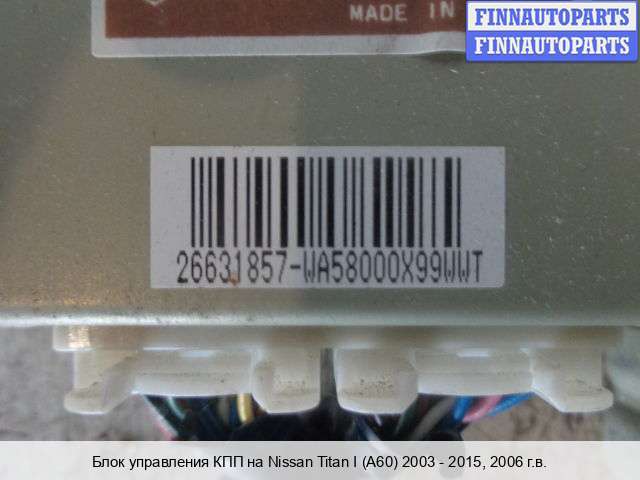 MADE IN
FINNAUTOPARTS
FINNAUTOPARTS
26631857-WA58000X99WWT
Блок управления КПП на Nissan Titan I (A60) 2003 - 2015, 2006 г.в.